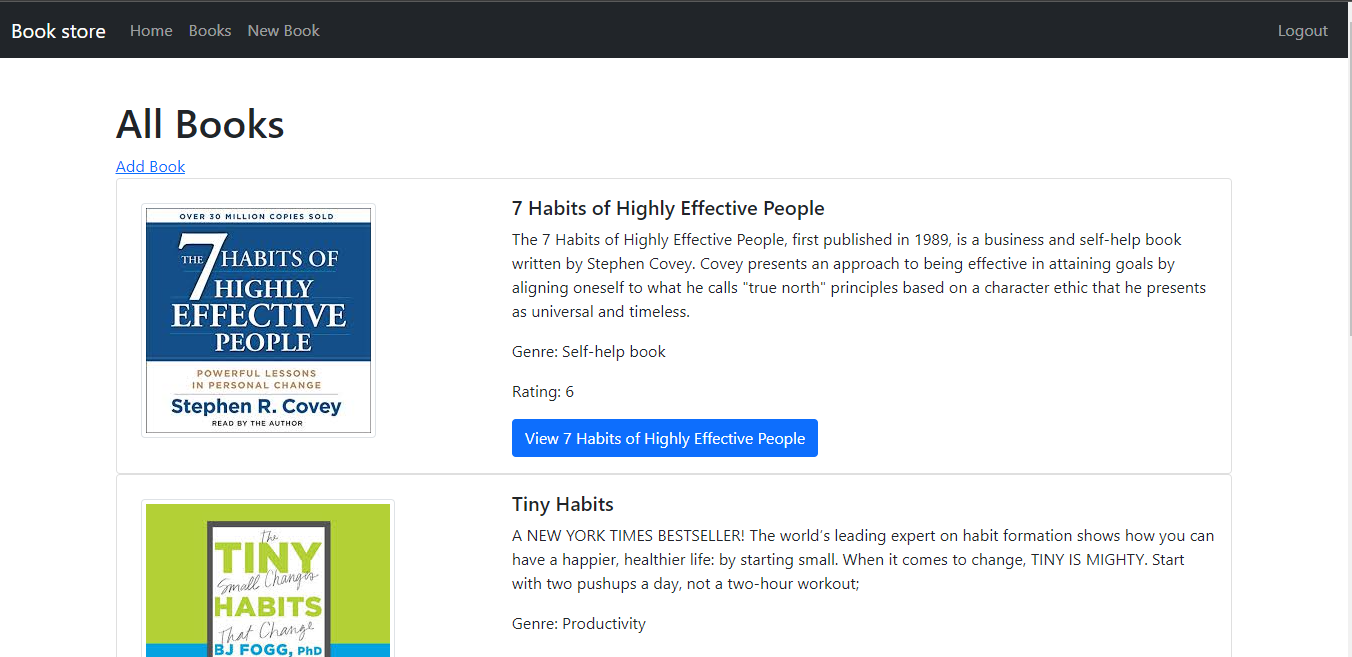 Book store Home Books New Book Logout
All Books
Add Book
OVER 30 MILLION COPIES SOLD
THE 7 HABITS OF
HIGHLY
EFFECTIVE
PEOPLE
POWERFUL LESSONS
IN PERSONAL CHANGE
Stephen R. Covey
READ BY THE AUTHOR
7 Habits of Highly Effective People
The 7 Habits of Highly Effective People, first published in 1989, is a business and self-help book
written by Stephen Covey. Covey presents an approach to being effective in attaining goals by
aligning oneself to what he calls "true north" principles based on a character ethic that he presents
as universal and timeless.
Genre: Self-help book
Rating: 6
View 7 Habits of Highly Effective People
The
TINY
Small Changes
HABITS
That Change
BJ FOGG, PhD
Tiny Habits
A NEW YORK TIMES BESTSELLER! The world’s leading expert on habit formation shows how you can
have a happier, healthier life: by starting small. When it comes to change, TINY IS MIGHTY. Start
with two pushups a day, not a two-hour workout;
Genre: Productivity